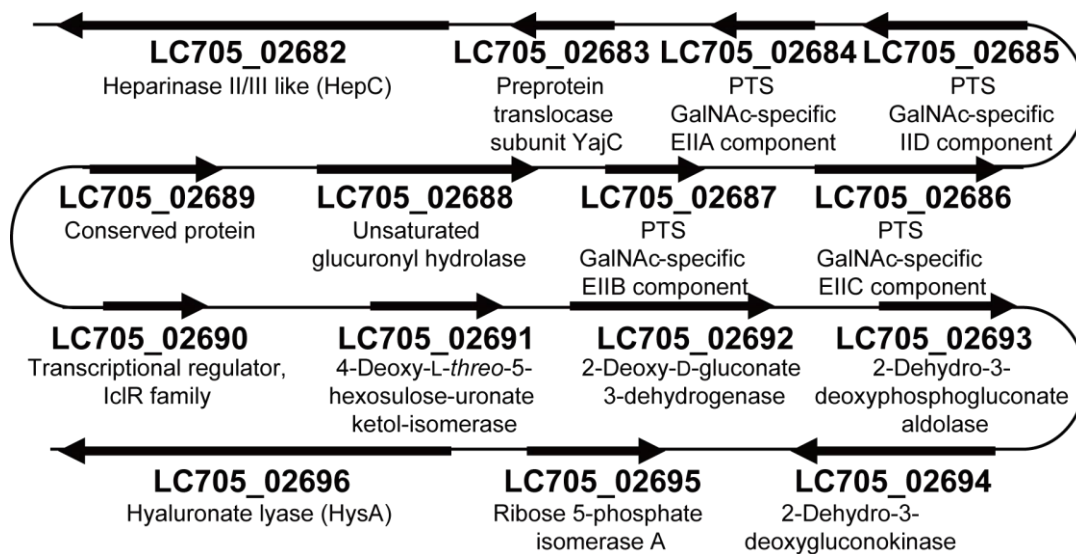 LC705_02682 LC705_02683 LC705_02684 LC705_02685
Heparinase II/III like (HepC) Preprotein PTS PTS
translocase GalNAc-specific GalNAc-specific
subunit YajC EIIA component IID component
LC705_02689 LC705_02688 LC705_02687 LC705_02686
Conserved protein Unsaturated PTS PTS
glucuronyl hydrolase GalNAc-specific GalNAc-specific
EIIB component EIIC component
LC705_02690 LC705_02691 LC705_02692 LC705_02693
Transcriptional regulator, 4-Deoxy-L-threo-5- 2-Deoxy-D-gluconate 2-Dehydro-3-
IclR family hexosulose-uronate 3-dehydrogenase deoxyphosphogluconate
ketol-isomerase aldolase
LC705_02696 LC705_02695 LC705_02694
Hyaluronate lyase (HysA) Ribose 5-phosphate 2-Dehydro-3-
isomerase A deoxygluconokinase